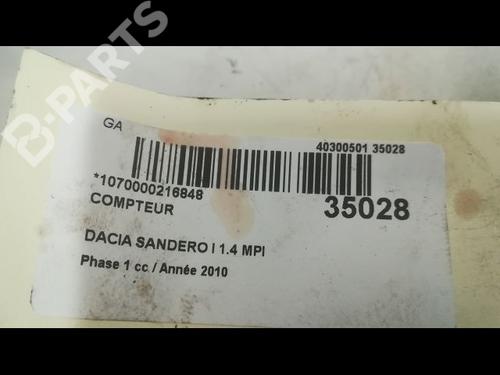 B-PARTS
GA
40300501 35028
*1070000216848
35028
COMPTEUR
DACIA SANDERO I 1.4 MPI
Phase 1 cc / Année 2010